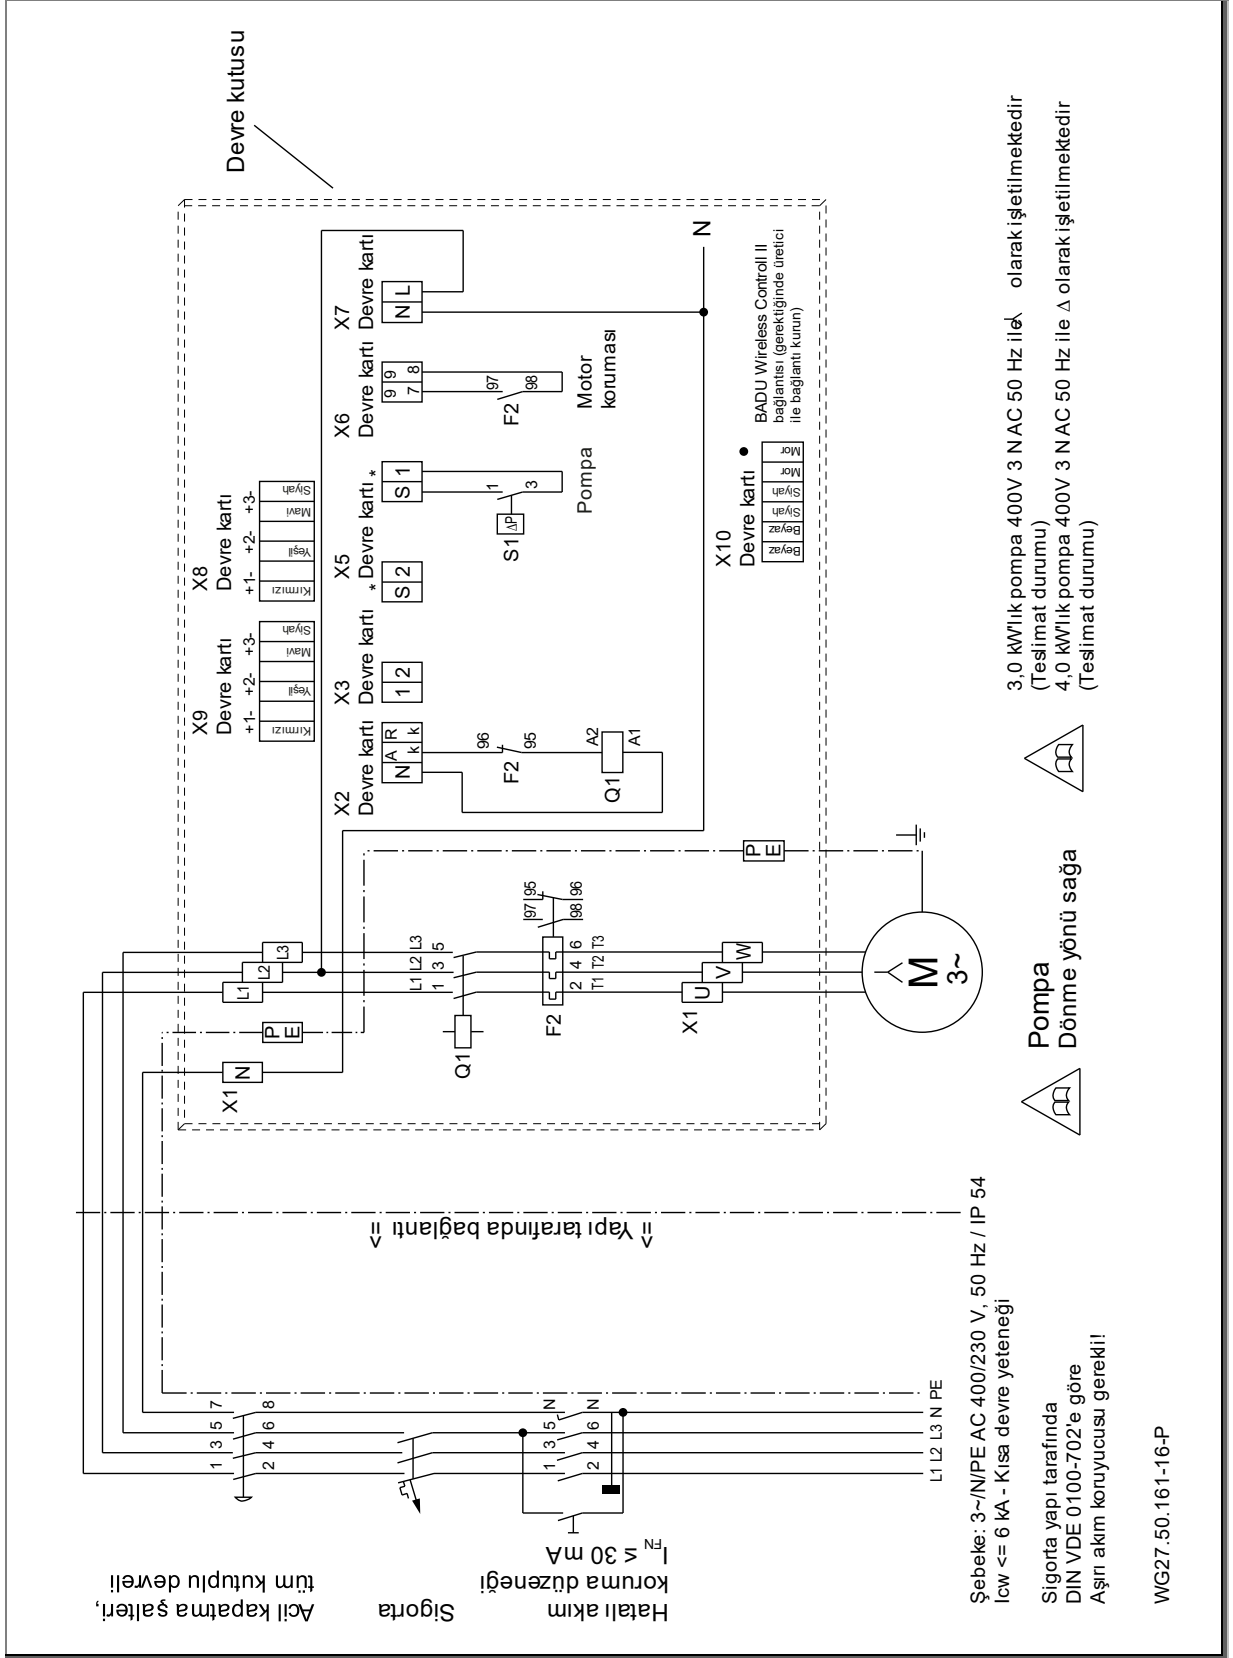 Devre kutusu
X9
Devre kartı
+1- +2- +3-
Kırmızı
Yeşil
Mavi
Siyah
X8
Devre kartı
+1- +2- +3-
Kırmızı
Yeşil
Mavi
Siyah
X2
Devre kartı
N A k R k
96
F2
95
A2
Q1
A1
X3
Devre kartı
1 2
X5
* Devre kartı *
S 2
S 1
1
3
S1 ΔP
Pompa
X6
Devre kartı
9 7
9 8
97
F2
98
Motor
koruması
X7
Devre kartı
N L
N
X10
Devre kartı
Beyaz
Beyaz
Siyah
Siyah
Mor
Mor
BADU Wireless Controll II
bağlantısı (gerektiğinde üretici
ile bağlantı kurun)
X1
N
PE
L1
L2
L3
L1 L2 L3
1 3 5
Q1
F2
97 95
98 96
2 4 6
T1 T2 T3
X1
U
V
W
PE
M
3~
=> Yapı tarafında bağlantı =>
Acil kapatma şalteri,
tüm kutuplu devreli
1 3 5 7
2 4 6 8
Sigorta
Hatalı akım
koruma düzeneği
I FN ≤ 30 mA
1 3 5 N
2 4 6 N
L1 L2 L3 N PE
Şebeke: 3~/N/PE AC 400/230 V, 50 Hz / IP 54
Icw <= 6 kA - Kısa devre yeteneği
Sigorta yapı tarafında
DIN VDE 0100-702'e göre
Aşırı akım koruyucusu gerekli!
WG27.50.161-16-P
Pompa
Dönme yönü sağa
3,0 kW'lık pompa 400V 3 N AC 50 Hz ile olarak işletilmektedir
(Teslimat durumu)
4,0 kW'lık pompa 400V 3 N AC 50 Hz ile Δ olarak işletilmektedir
(Teslimat durumu)